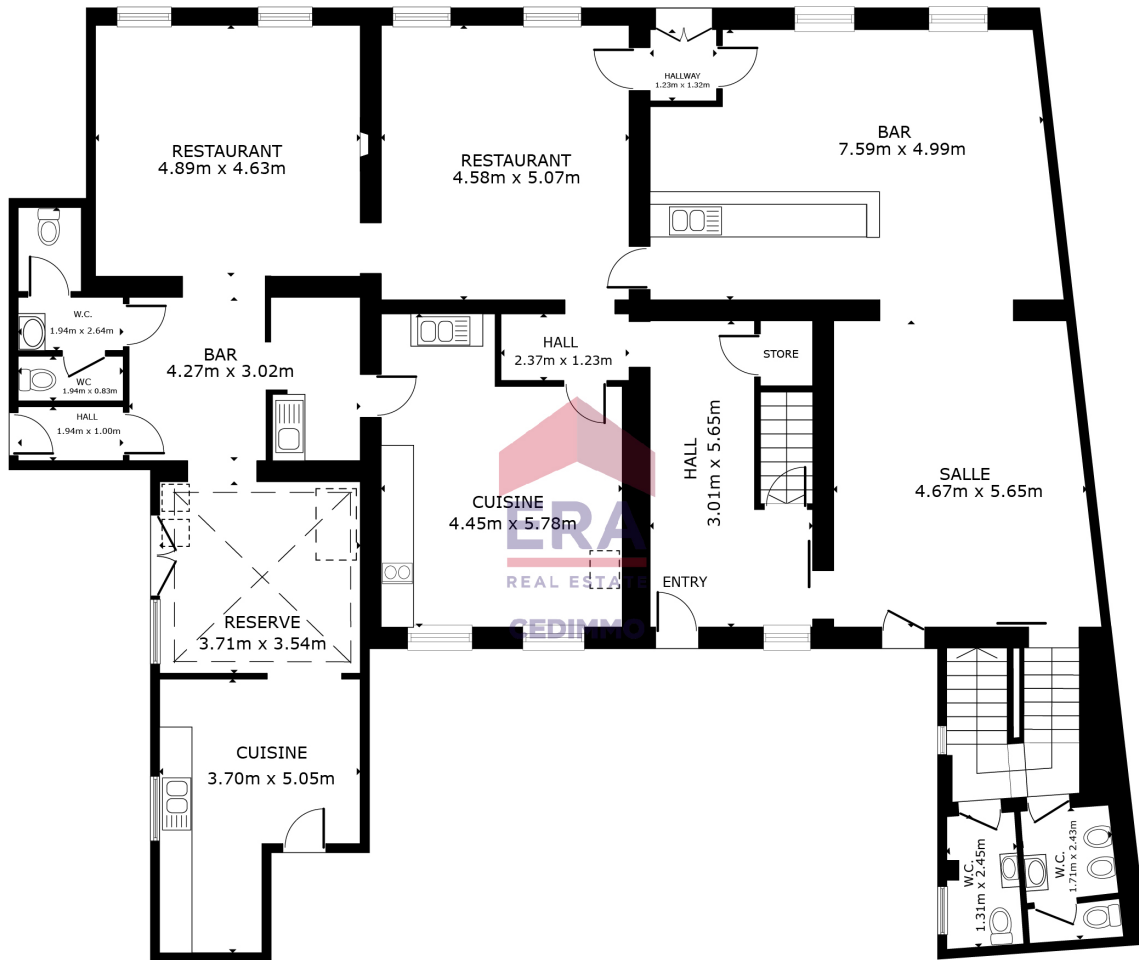 HALLWAY
1.23m x 1.32m
RESTAURANT
4.89m x 4.63m
RESTAURANT
4.58m x 5.07m
BAR
7.59m x 4.99m
W.C.
1.94m x 2.64m
BAR
4.27m x 3.02m
WC
1.94m x 0.83m
HALL
1.94m x 1.00m
HALL
2.37m x 1.23m
STORE
HALL
3.01m x 5.65m
SALLE
4.67m x 5.65m
CUISINE
4.45m x 5.78m
ERA
REAL ESTATE
CEDIMMO
ENTRY
RESERVE
3.71m x 3.54m
CUISINE
3.70m x 5.05m
W.C.
1.31m x 2.45m
W.C.
1.71m x 2.43m